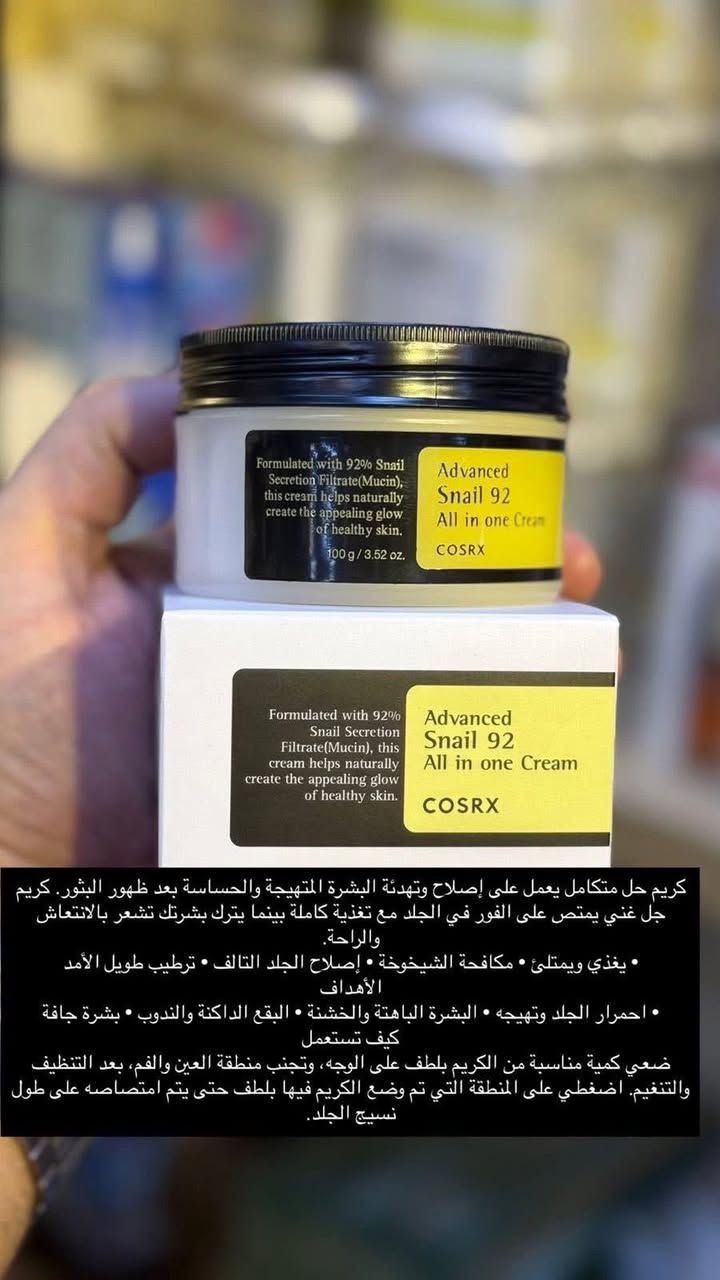 Formulated with 92% Snail
Secretion Filtrate(Mucin),
this cream helps naturally
create the appealing glow
of healthy skin.
100 g / 3.52 oz.
Advanced
Snail 92
All in one Cream
COSRX
Formulated with 92%
Snail Secretion
Filtrate(Mucin), this
cream helps naturally
create the appealing glow
of healthy skin.
Advanced
Snail 92
All in one Cream
COSRX
كريم حل متكامل يعمل على إصلاح وتهدئة البشرة المتهيجة والحساسة بعد ظهور البثور. كريم
جل غني يمتص على الفور في الجلد مع تغذية كاملة بينما يترك بشرتك تشعر بالانتعاش
والراحة.
• يغذي ويمتلئ • مكافحة الشيخوخة • إصلاح الجلد التالف • ترطيب طويل الأمد
الأهداف
• احمرار الجلد وتهيجه • البشرة الباهتة والخشنة • البقع الداكنة والندوب • بشرة جافة
كيف تستعمل
ضعي كمية مناسبة من الكريم بلطف على الوجه، وتجنب منطقة العين والفم، بعد التنظيف
والتنغيم. اضغطي على المنطقة التي تم وضع الكريم فيها بلطف حتى يتم امتصاصه على طول
نسيج الجلد.